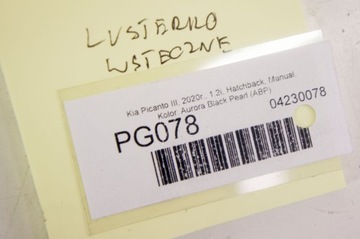 LUSTERKO
WSTECZNE
Kia Picanto III, 2020r., 1.2i, Hatchback, Manual,
Kolor: Aurora Black Pearl (ABP)
PG078
04230078